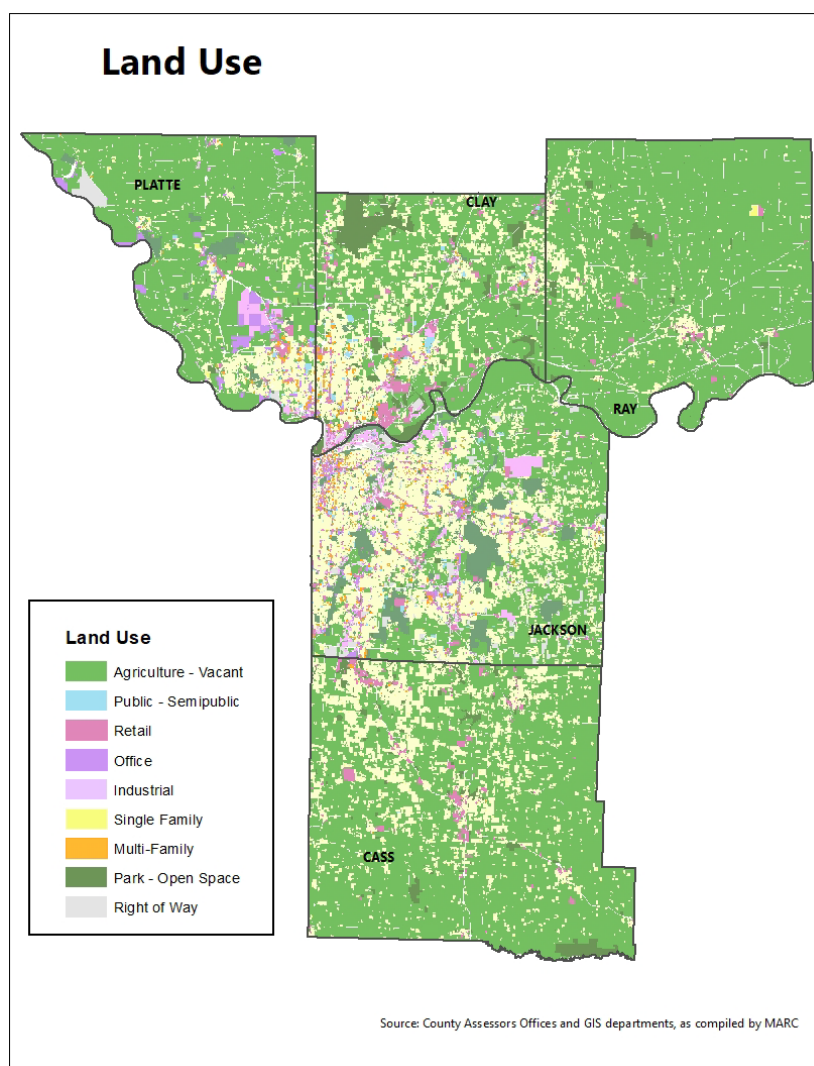 Land Use
PLATTE
CLAY
RAY
JACKSON
CASS
Land Use
Agriculture - Vacant
Public - Semipublic
Retail
Office
Industrial
Single Family
Multi-Family
Park - Open Space
Right of Way
Source: County Assessors Offices and GIS departments, as compiled by MARC